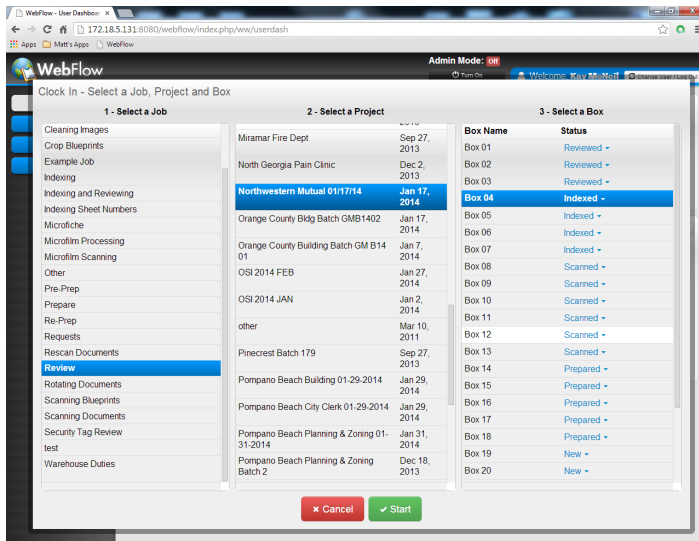 WebFlow - User Dashboar
172.18.5.131:8080/webflow/index.php/ww/userdash
Apps Matt's Apps WebFlow
WebFlow
Admin Mode: Off
Turn On
Welcome, Kay McNeil
Change User / Log Out
Clock In - Select a Job, Project and Box
1 - Select a Job
Cleaning Images
Crop Blueprints
Example Job
Indexing
Indexing and Reviewing
Indexing Sheet Numbers
Microfiche
Microfilm Processing
Microfilm Scanning
Other
Pre-Prep
Prepare
Re-Prep
Requests
Rescan Documents
Review
Rotating Documents
Scanning Blueprints
Scanning Documents
Security Tag Review
test
Warehouse Duties
2 - Select a Project
Miramar Fire Dept Sep 27,
2013
North Georgia Pain Clinic Dec 2,
2013
Northwestern Mutual 01/17/14 Jan 17,
2014
Orange County Bldg Batch GMB1402 Jan 17,
2014
Orange County Building Batch GM B14 Jan 7,
01 2014
OSI 2014 FEB Jan 27,
2014
OSI 2014 JAN Jan 2,
2014
other Mar 10,
2011
Pinecrest Batch 179 Sep 27,
2013
Pompano Beach Building 01-29-2014 Jan 29,
2014
Pompano Beach City Clerk 01-29-2014 Jan 29,
2014
Pompano Beach Planning & Zoning 01- Jan 31,
31-2014 2014
Pompano Beach Planning & Zoning Dec 18,
Batch 2 2013
3 - Select a Box
Box Name Status
Box 01 Reviewed
Box 02 Reviewed
Box 03 Reviewed
Box 04 Indexed
Box 05 Indexed
Box 06 Indexed
Box 07 Indexed
Box 08 Scanned
Box 09 Scanned
Box 10 Scanned
Box 11 Scanned
Box 12 Scanned
Box 13 Scanned
Box 14 Prepared
Box 15 Prepared
Box 16 Prepared
Box 17 Prepared
Box 18 Prepared
Box 19 New
Box 20 New
Cancel
Start